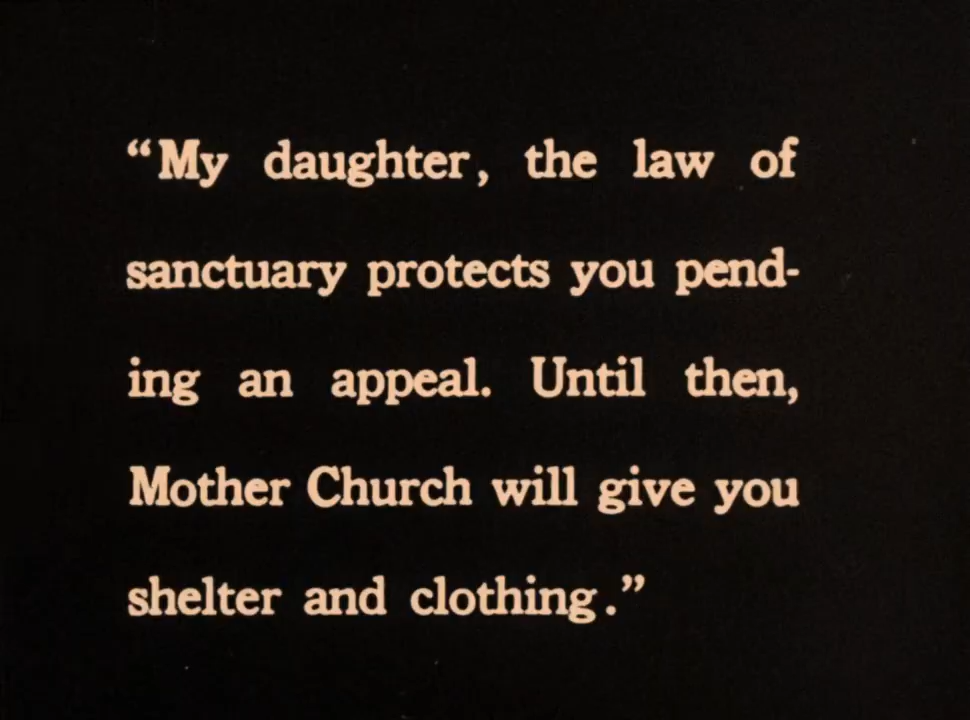 “My daughter, the law of
sanctuary protects you pend-
ing an appeal. Until then,
Mother Church will give you
shelter and clothing.”